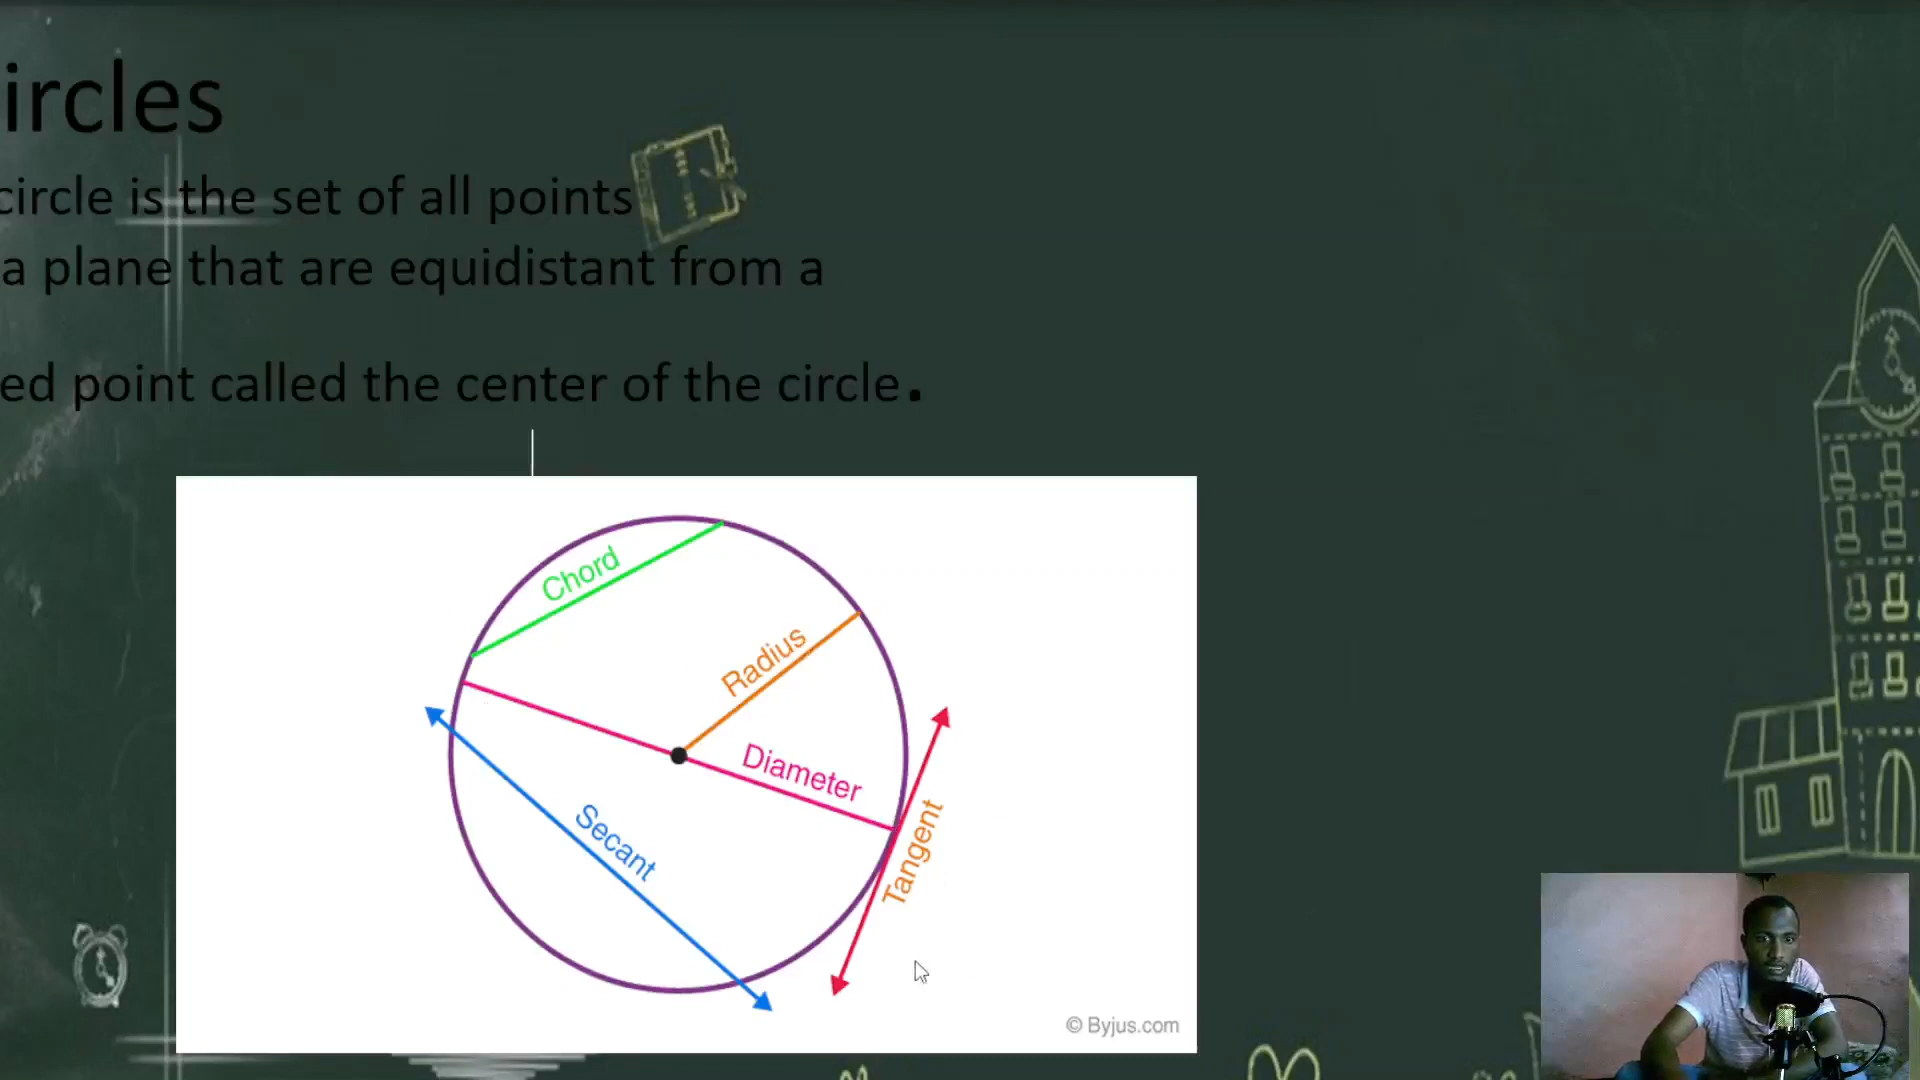 ircles
circle is the set of all points
a plane that are equidistant from a
ed point called the center of the circle.
Chord
Radius
Diameter
Secant
Tangent
© Byjus.com